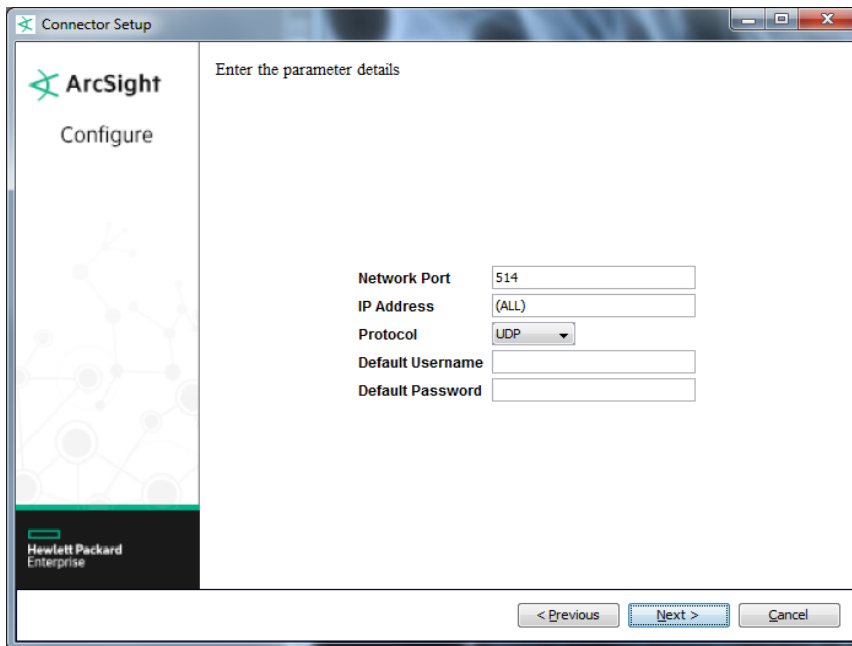 Connector Setup
ArcSight
Configure
Enter the parameter details
Network Port 514
IP Address (ALL)
Protocol UDP
Default Username
Default Password
Hewlett Packard
Enterprise
< Previous Next > Cancel